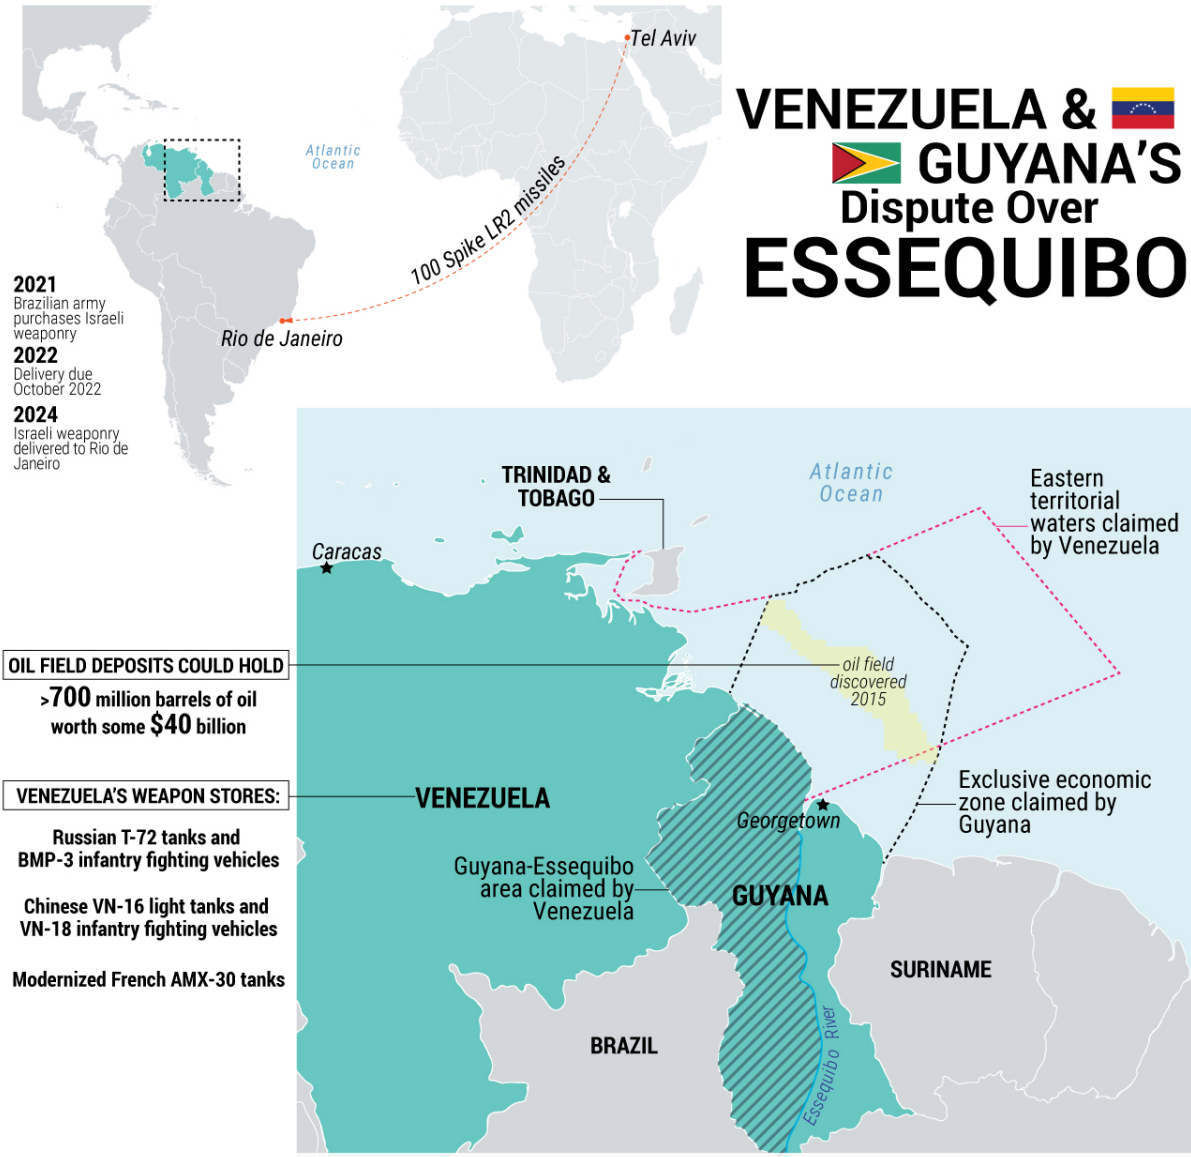 VENEZUELA &
GUYANA'S
Dispute Over
ESSEQUIBO
Tel Aviv
Atlantic
Ocean
100 Spike LR2 missiles
Rio de Janeiro
2021
Brazilian army
purchases Israeli
weaponry
2022
Delivery due
October 2022
2024
Israeli weaponry
delivered to Rio de
Janeiro
TRINIDAD &
TOBAGO
Atlantic
Ocean
Eastern
territorial
waters claimed
by Venezuela
Caracas
OIL FIELD DEPOSITS COULD HOLD
>700 million barrels of oil
worth some $40 billion
oil field
discovered
2015
VENEZUELA'S WEAPON STORES:
Russian T-72 tanks and
BMP-3 infantry fighting vehicles
Chinese VN-16 light tanks and
VN-18 infantry fighting vehicles
Modernized French AMX-30 tanks
VENEZUELA
Exclusive economic
zone claimed by
Guyana
Georgetown
Guyana-Essequibo
area claimed by
Venezuela
GUYANA
SURINAME
BRAZIL
Essequibo River